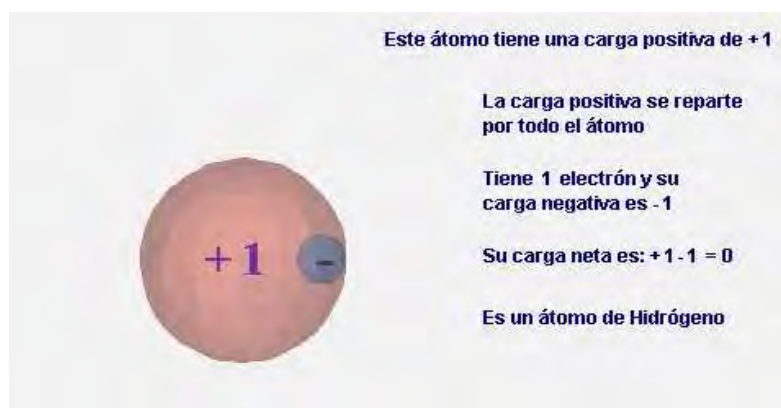 Este átomo tiene una carga positiva de +1
La carga positiva se reparte
por todo el átomo
Tiene 1 electrón y su
carga negativa es -1
+1 -
Su carga neta es: +1-1 = 0
Es un átomo de Hidrógeno